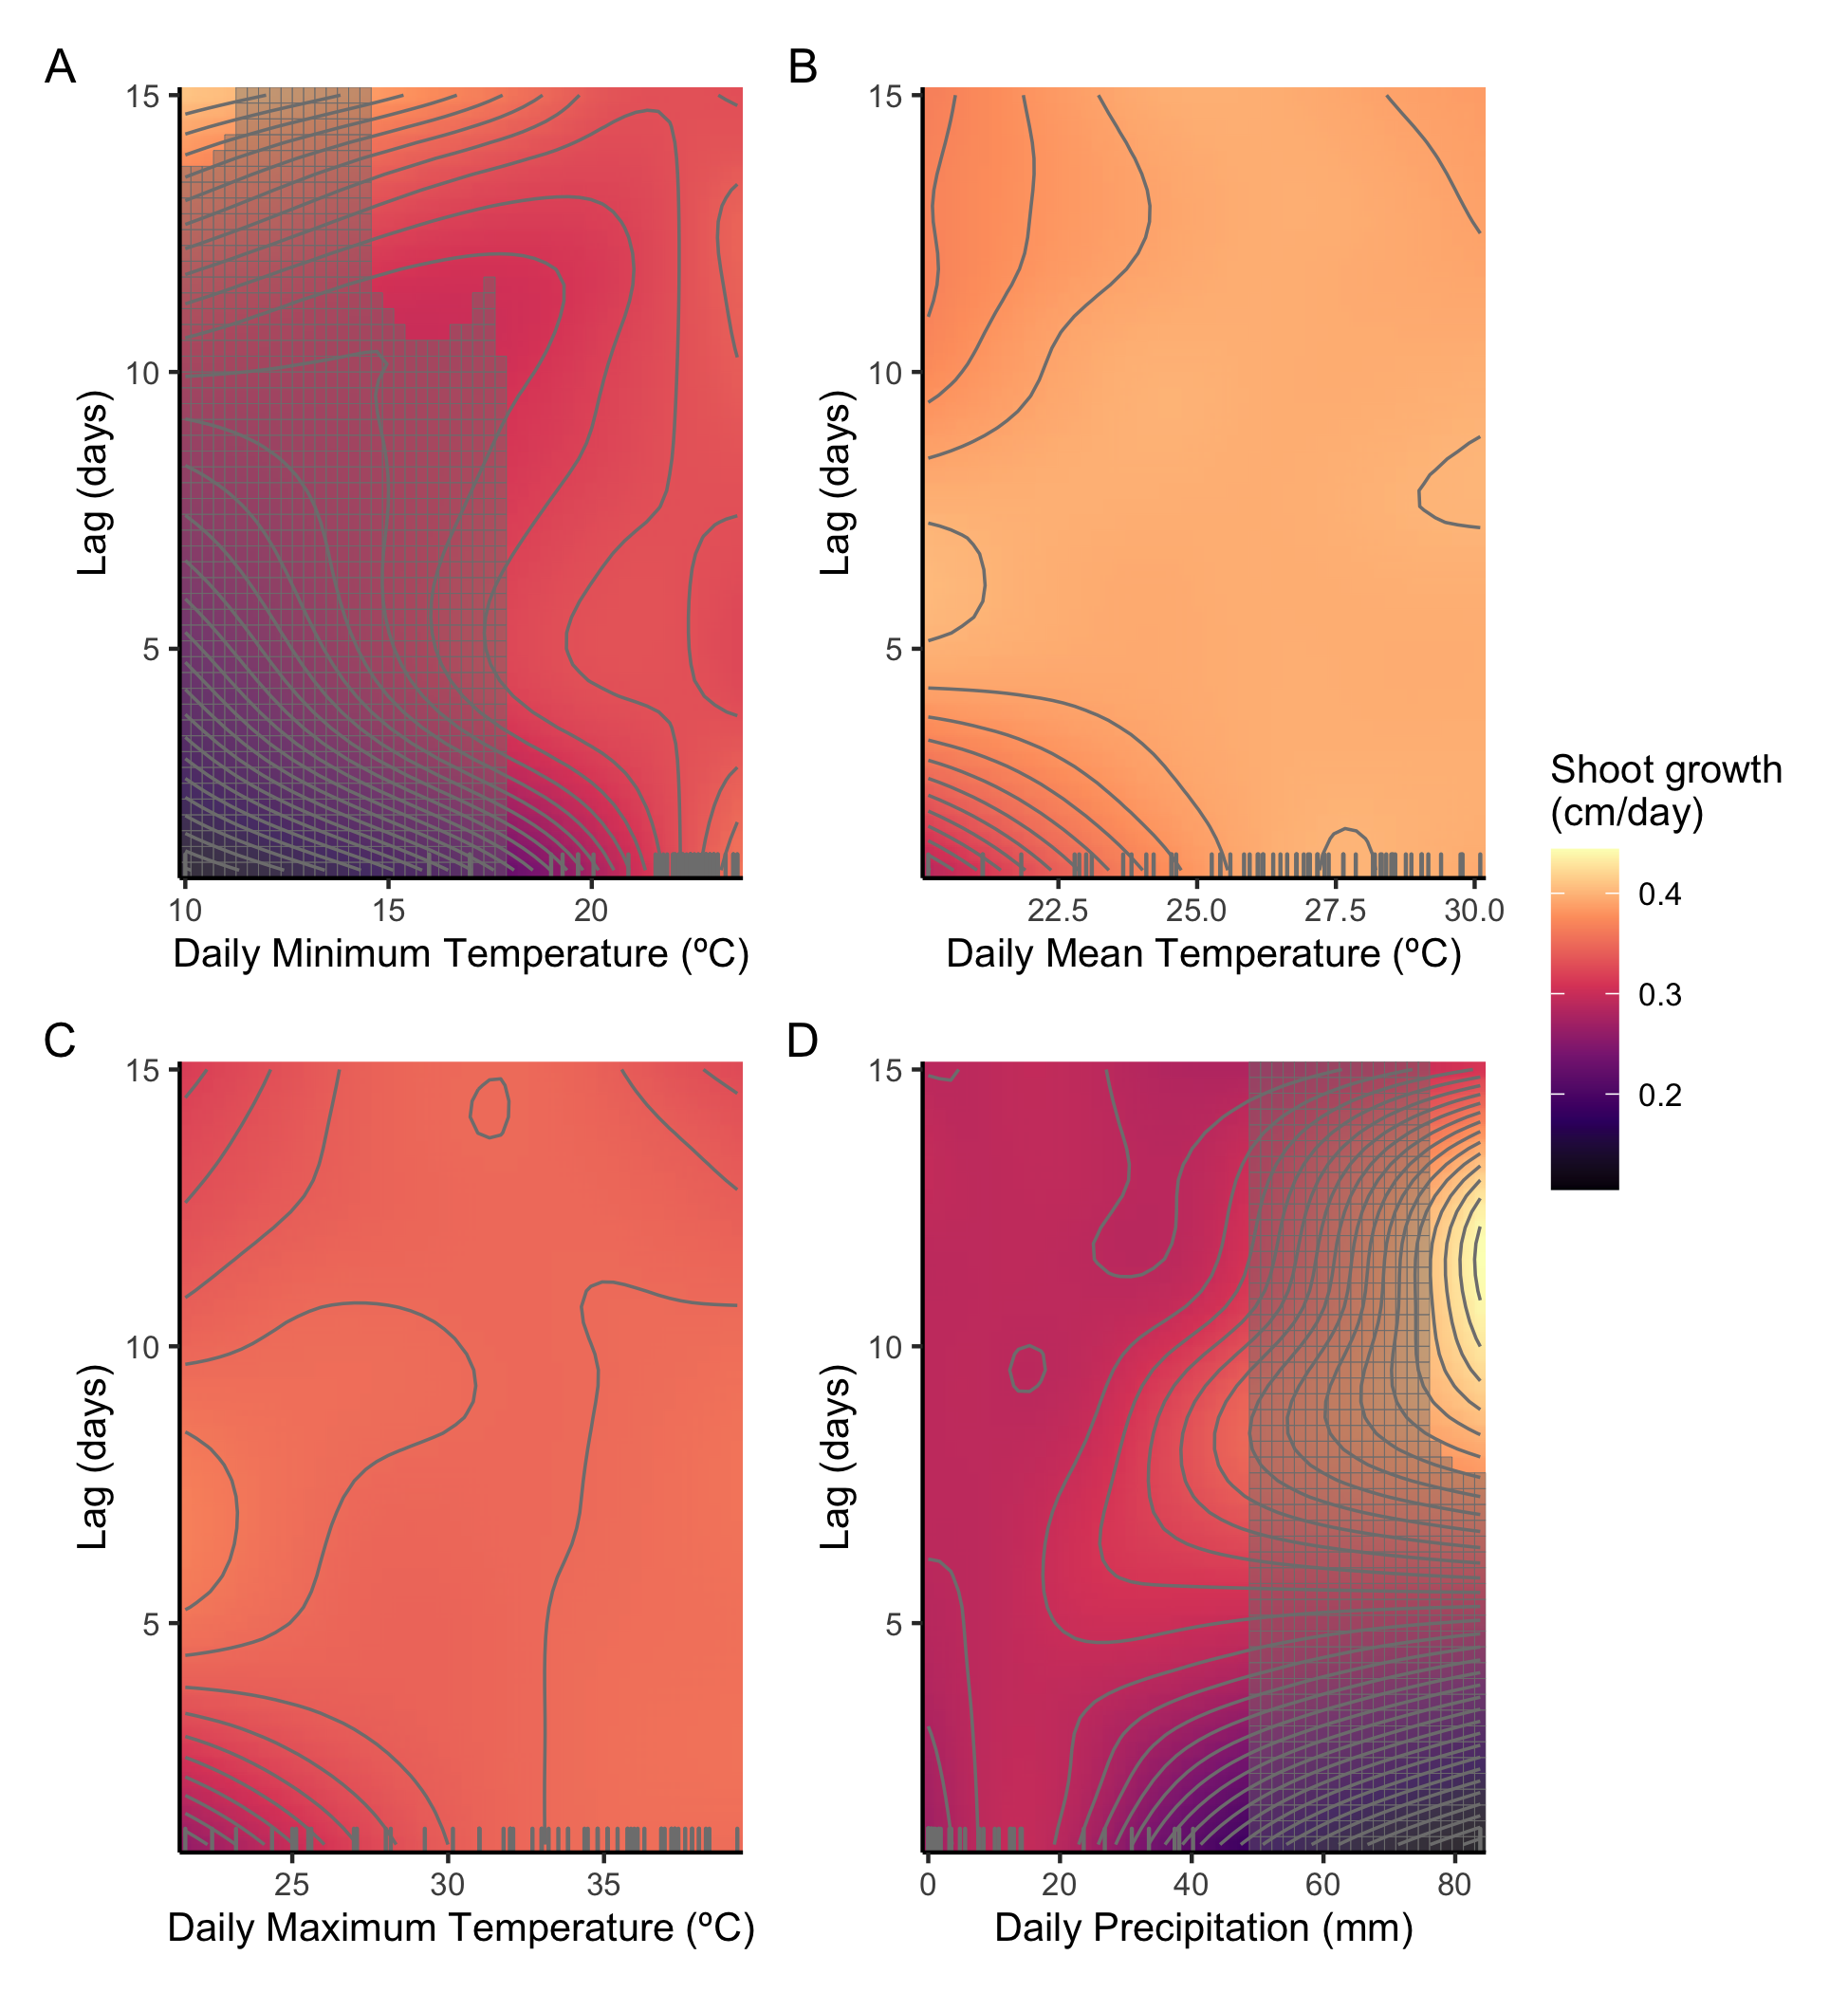 A
15
10
5
Lag (days)
10 15 20
Daily Minimum Temperature (ºC)
B
15
10
5
Lag (days)
22.5 25.0 27.5 30.0
Daily Mean Temperature (ºC)
C
15
10
5
Lag (days)
25 30 35
Daily Maximum Temperature (ºC)
D
15
10
5
Lag (days)
0 20 40 60 80
Daily Precipitation (mm)
Shoot growth
(cm/day)
0.4
0.3
0.2